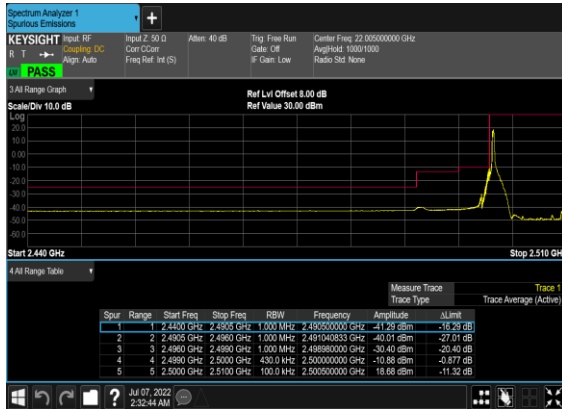 Spectrum Analyzer 1
Spurious Emissions
KEYSIGHT Input: RF Input Z: 50 Ω Atten: 40 dB Trig: Free Run Center Freq: 22.005000000 GHz
R T Coupling: DC Corr CCorr Gate: Off Avg|Hold: 1000/1000
Align: Auto Freq Ref: Int (S) IF Gain: Low Radio Std: None
PASS
3 All Range Graph
Ref Lvl Offset 8.00 dB
Scale/Div 10.0 dB Ref Value 30.00 dBm
Log
20.0
10.0
0.00
-10.0
-20.0
-30.0
-40.0
-50.0
-60.0
Start 2.440 GHz Stop 2.510 GH
4 All Range Table
Measure Trace Trace 1
Trace Type Trace Average (Active)
Spur Range Start Freq Stop Freq RBW Frequency Amplitude ΔLimit
1 1 2.4400 GHz 2.4905 GHz 1.000 MHz 2.490500000 GHz -41.29 dBm -16.29 dB
2 2 2.4905 GHz 2.4960 GHz 1.000 MHz 2.491040833 GHz -40.01 dBm -27.01 dB
3 3 2.4960 GHz 2.4990 GHz 1.000 MHz 2.498980000 GHz -30.40 dBm -20.40 dB
4 4 2.4990 GHz 2.5000 GHz 430.0 kHz 2.500000000 GHz -10.88 dBm -0.877 dB
5 5 2.5000 GHz 2.5100 GHz 100.0 kHz 2.500500000 GHz 18.68 dBm -11.32 dB
? Jul 07, 2022
2:32:44 AM